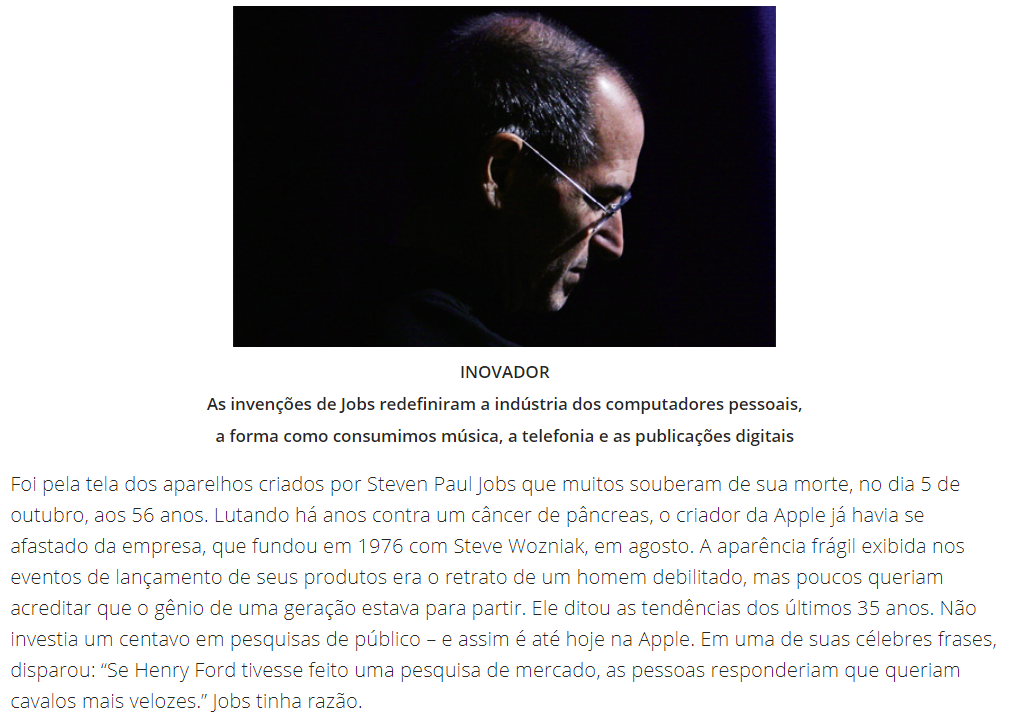 INOVADOR
As invenções de Jobs redefiniram a indústria dos computadores pessoais,
a forma como consumimos música, a telefonia e as publicações digitais
Foi pela tela dos aparelhos criados por Steven Paul Jobs que muitos souberam de sua morte, no dia 5 de
outubro, aos 56 anos. Lutando há anos contra um câncer de pâncreas, o criador da Apple já havia se
afastado da empresa, que fundou em 1976 com Steve Wozniak, em agosto. A aparência frágil exibida nos
eventos de lançamento de seus produtos era o retrato de um homem debilitado, mas poucos queriam
acreditar que o gênio de uma geração estava para partir. Ele ditou as tendências dos últimos 35 anos. Não
investia um centavo em pesquisas de público – e assim é até hoje na Apple. Em uma de suas célebres frases,
disparou: “Se Henry Ford tivesse feito uma pesquisa de mercado, as pessoas responderiam que queriam
cavalos mais velozes.” Jobs tinha razão.